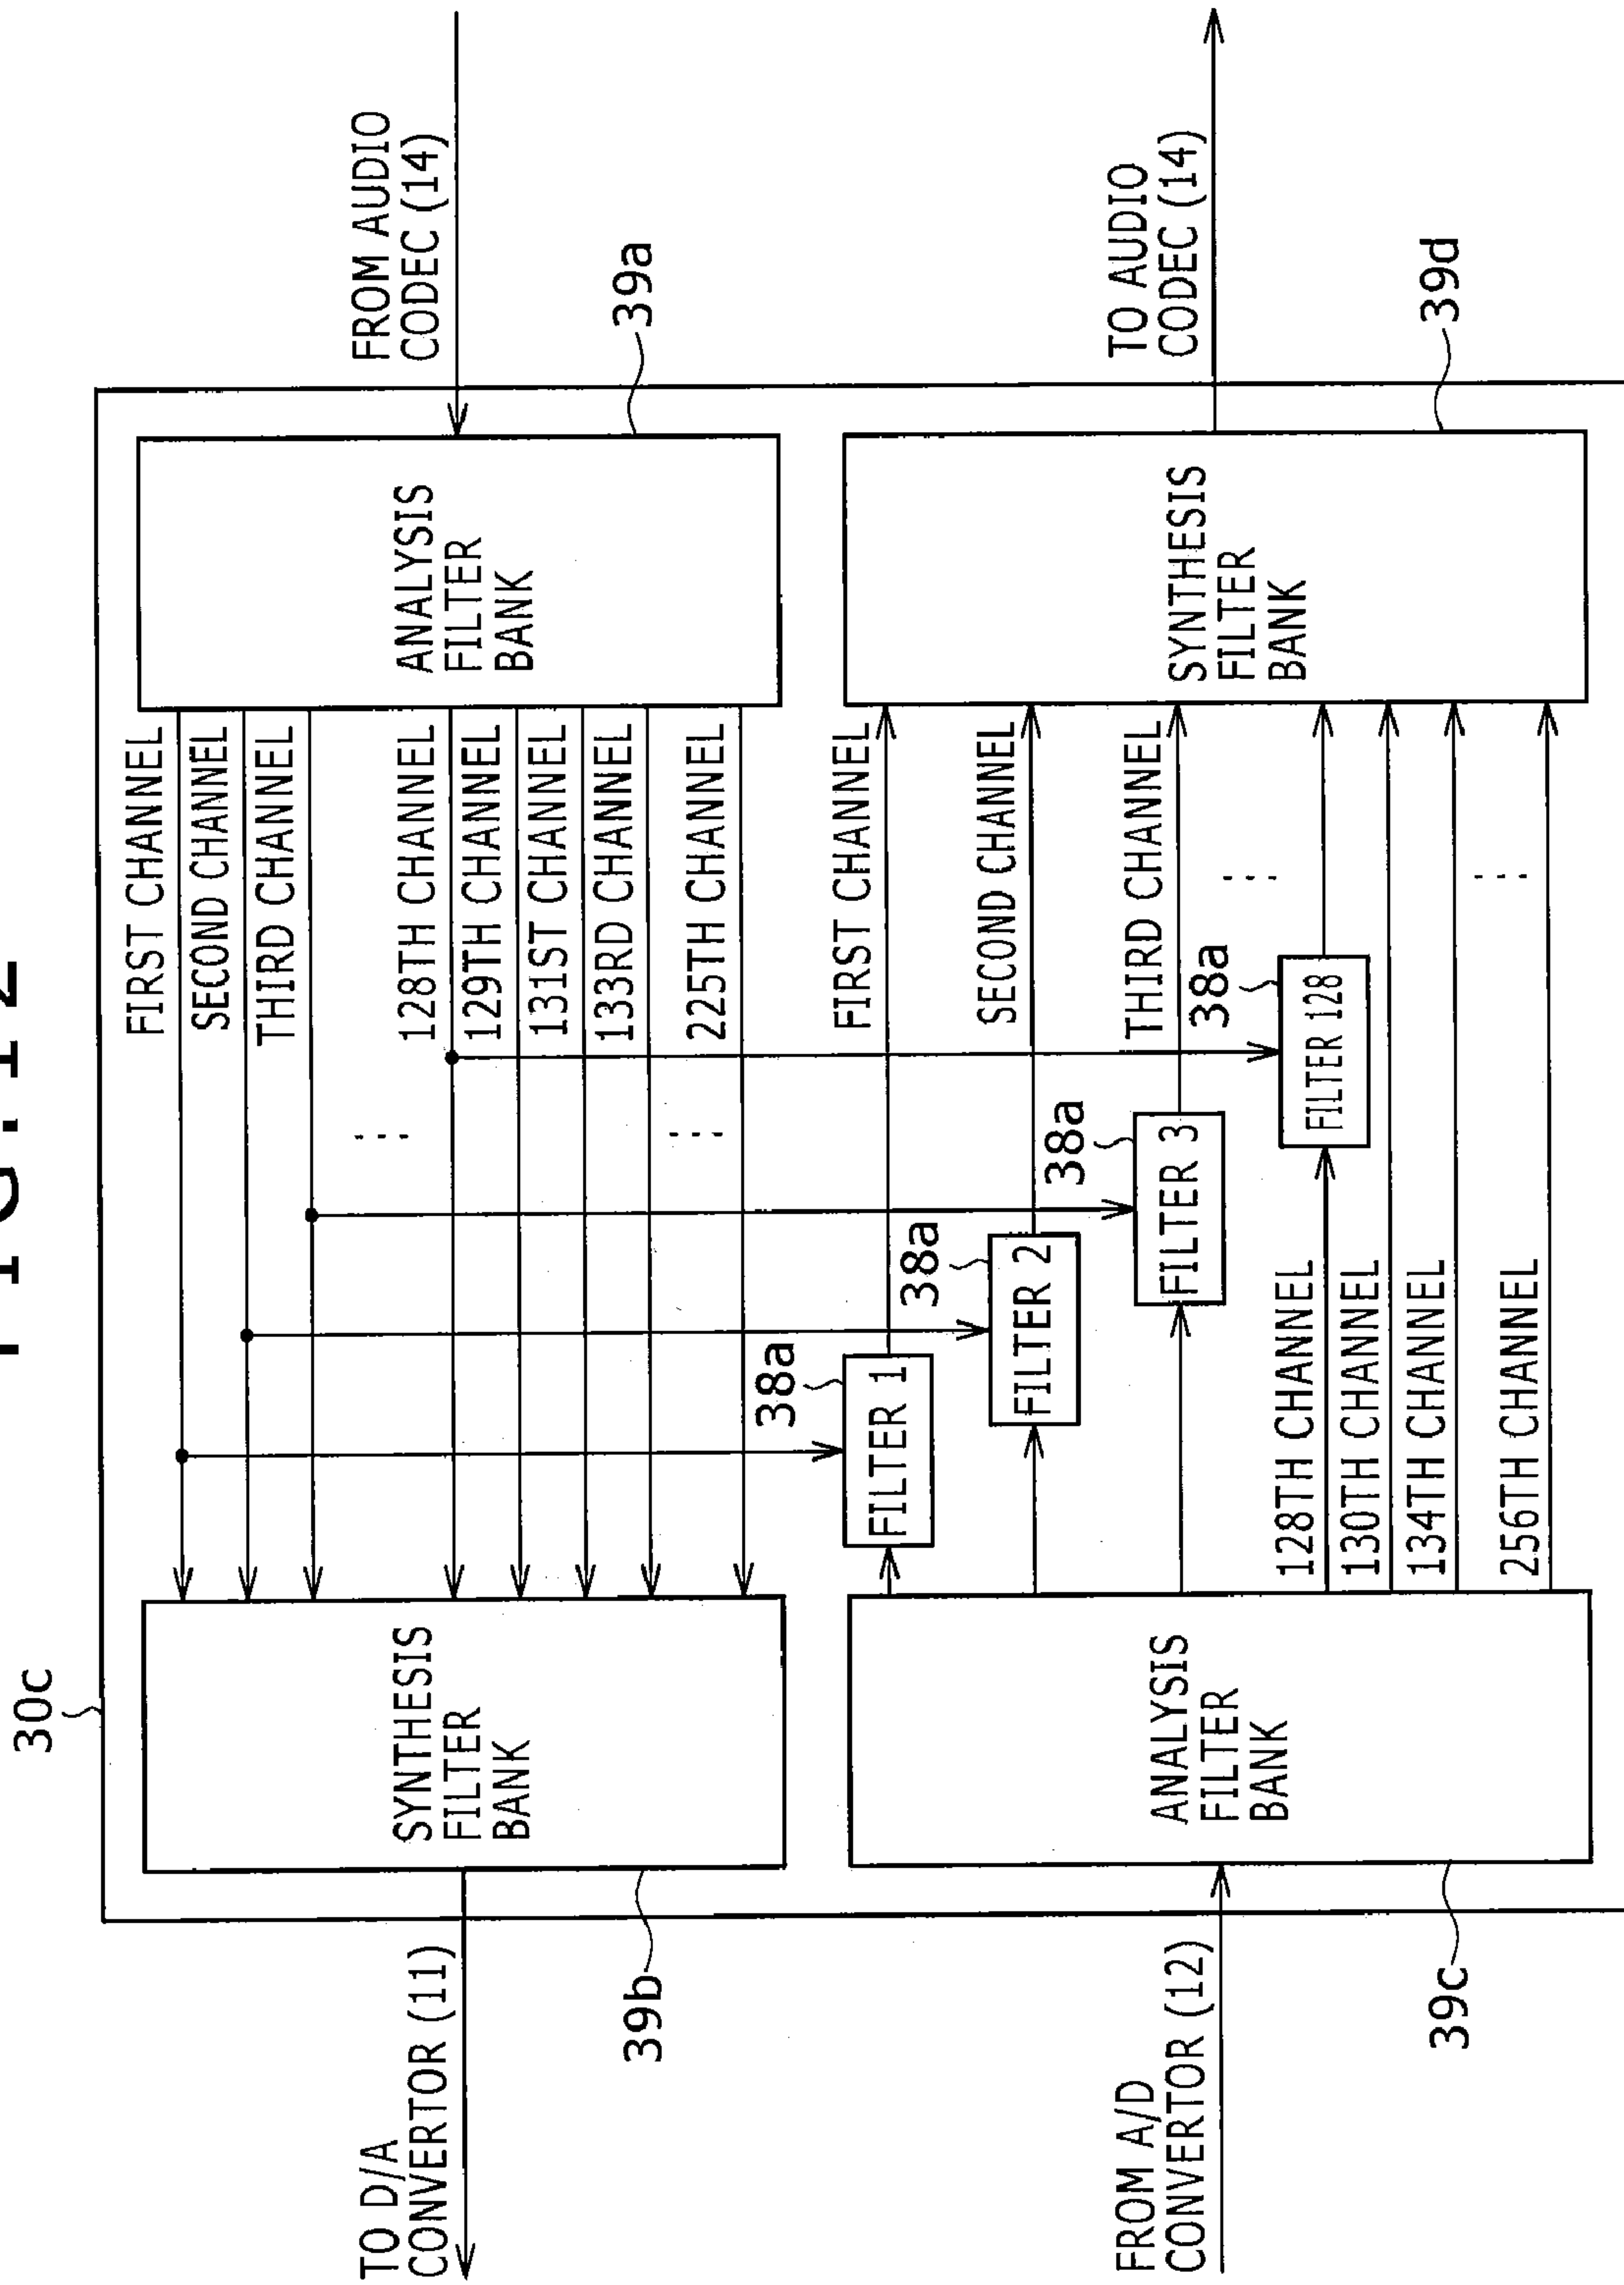 FIG. 12
30c
TO D/A
CONVERTOR (11)
39b
SYNTHESIS
FILTER
BANK
FIRST CHANNEL
SECOND CHANNEL
THIRD CHANNEL
128TH CHANNEL
129TH CHANNEL
131ST CHANNEL
133RD CHANNEL
225TH CHANNEL
ANALYSIS
FILTER
BANK
FROM AUDIO
CODEC (14)
39a
FROM A/D
CONVERTOR (12)
39c
ANALYSIS
FILTER
BANK
38a
FILTER 1
38a
FILTER 2
38a
FILTER 3
38a
FILTER 128
FIRST CHANNEL
SECOND CHANNEL
THIRD CHANNEL
128TH CHANNEL
130TH CHANNEL
134TH CHANNEL
256TH CHANNEL
SYNTHESIS
FILTER
BANK
TO AUDIO
CODEC (14)
39d